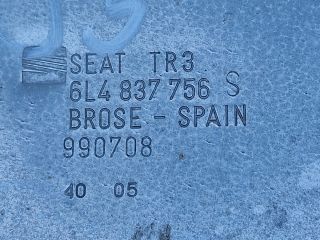 SEAT TR3
6L4 837 756 S
BROSE - SPAIN
990708
40 05